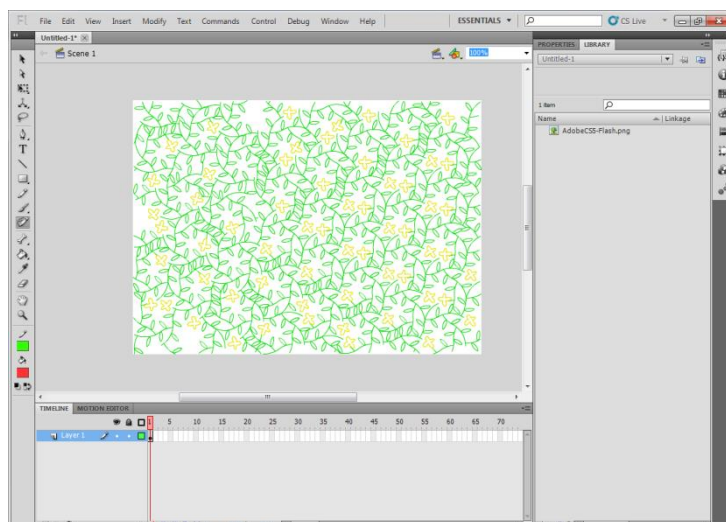 Fl File Edit View Insert Modify Text Commands Control Debug Window Help ESSENTIALS CS Live
Untitled-1*
Scene 1 100%
PROPERTIES LIBRARY
Untitled-1
1 item
Name Linkage
AdobeCS5-Flash.png
T
TIMELINE MOTION EDITOR
1 5 10 15 20 25 30 35 40 45 50 55 60 65 70
Layer 1